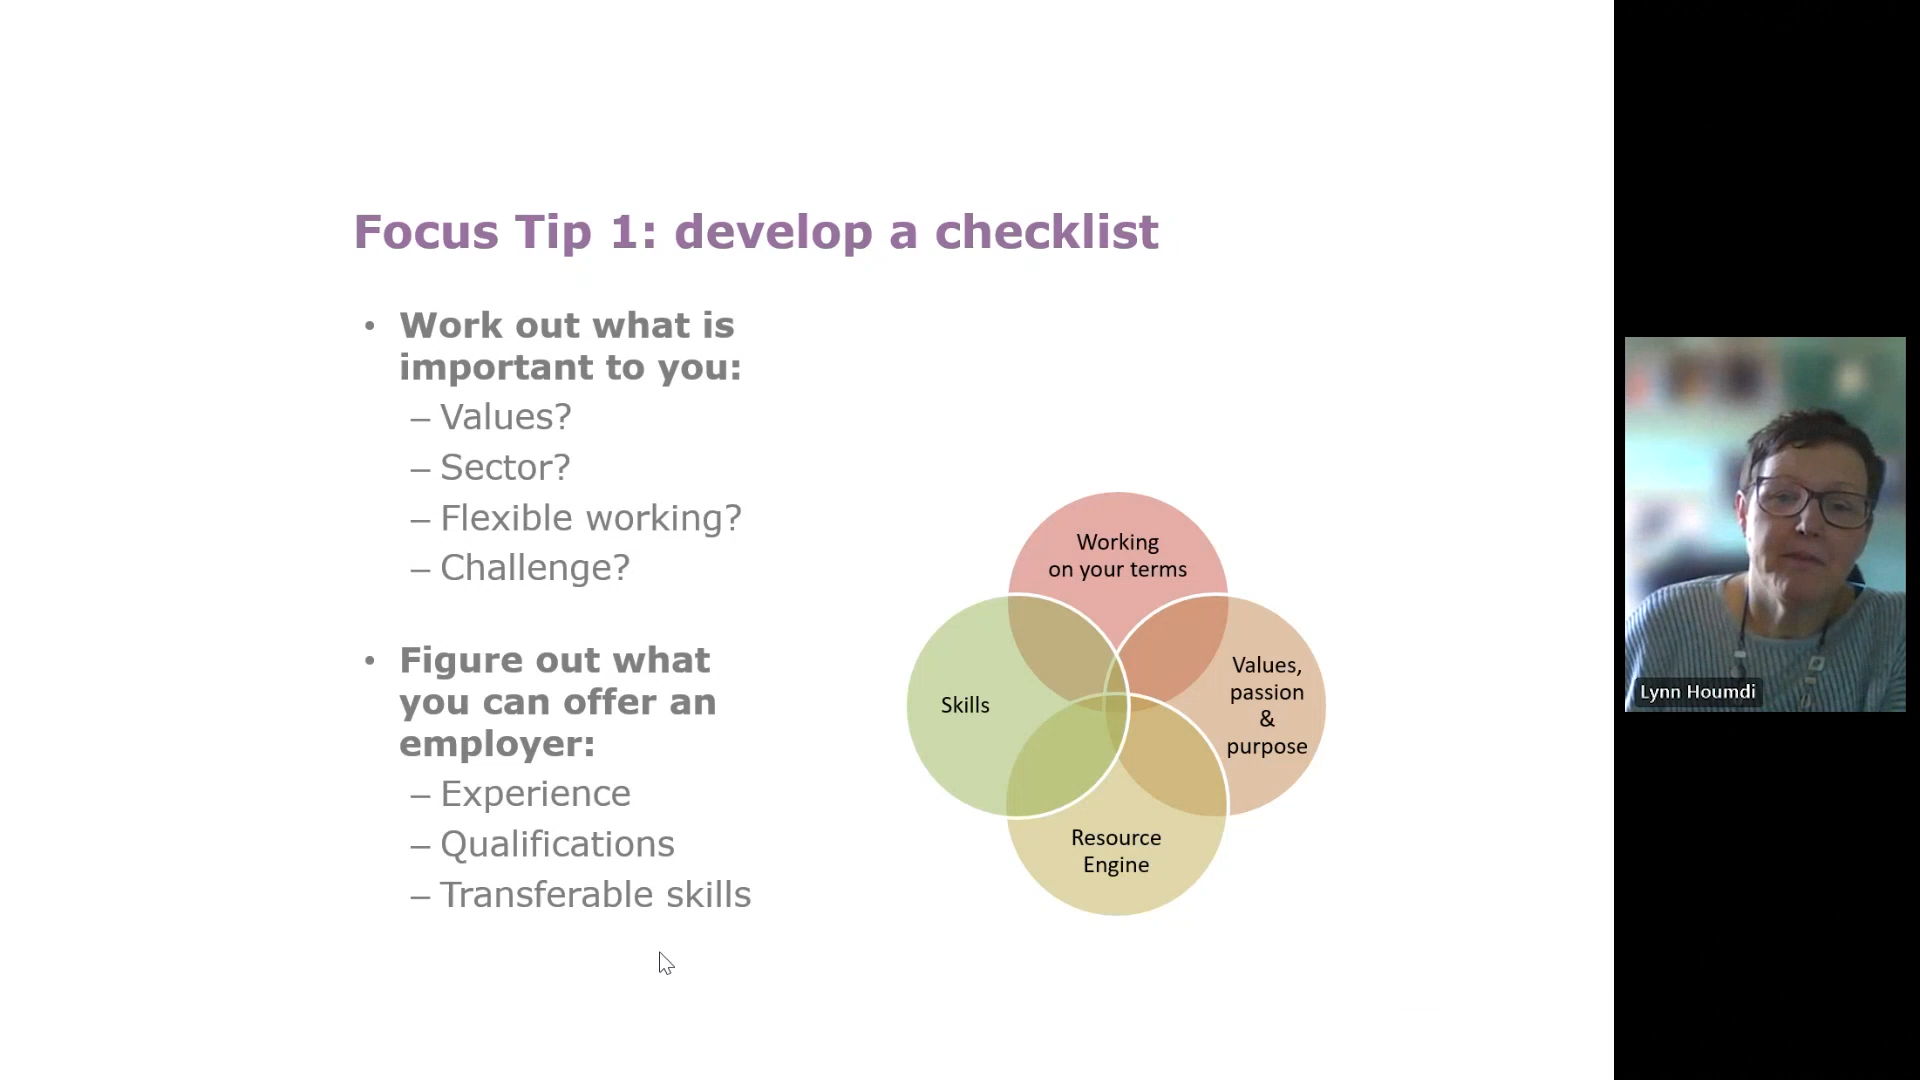 Focus Tip 1: develop a checklist
• Work out what is
important to you:
– Values?
– Sector?
– Flexible working?
– Challenge?
• Figure out what
you can offer an
employer:
– Experience
– Qualifications
– Transferable skills
Working
on your terms
Skills
Values,
passion
&
purpose
Resource
Engine
Lynn Houmdi